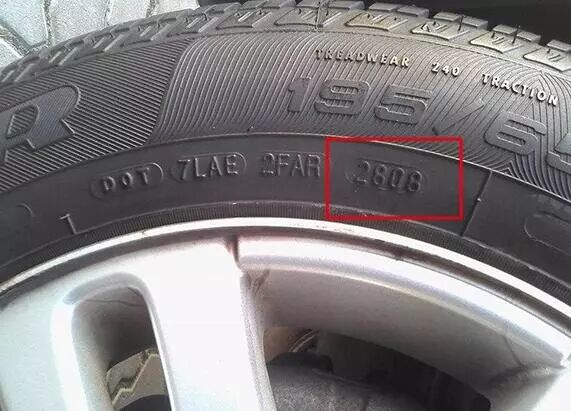 TREADWEAR 240 TRACTION
195/6
R
DOT 7LAE 2FAR 2808